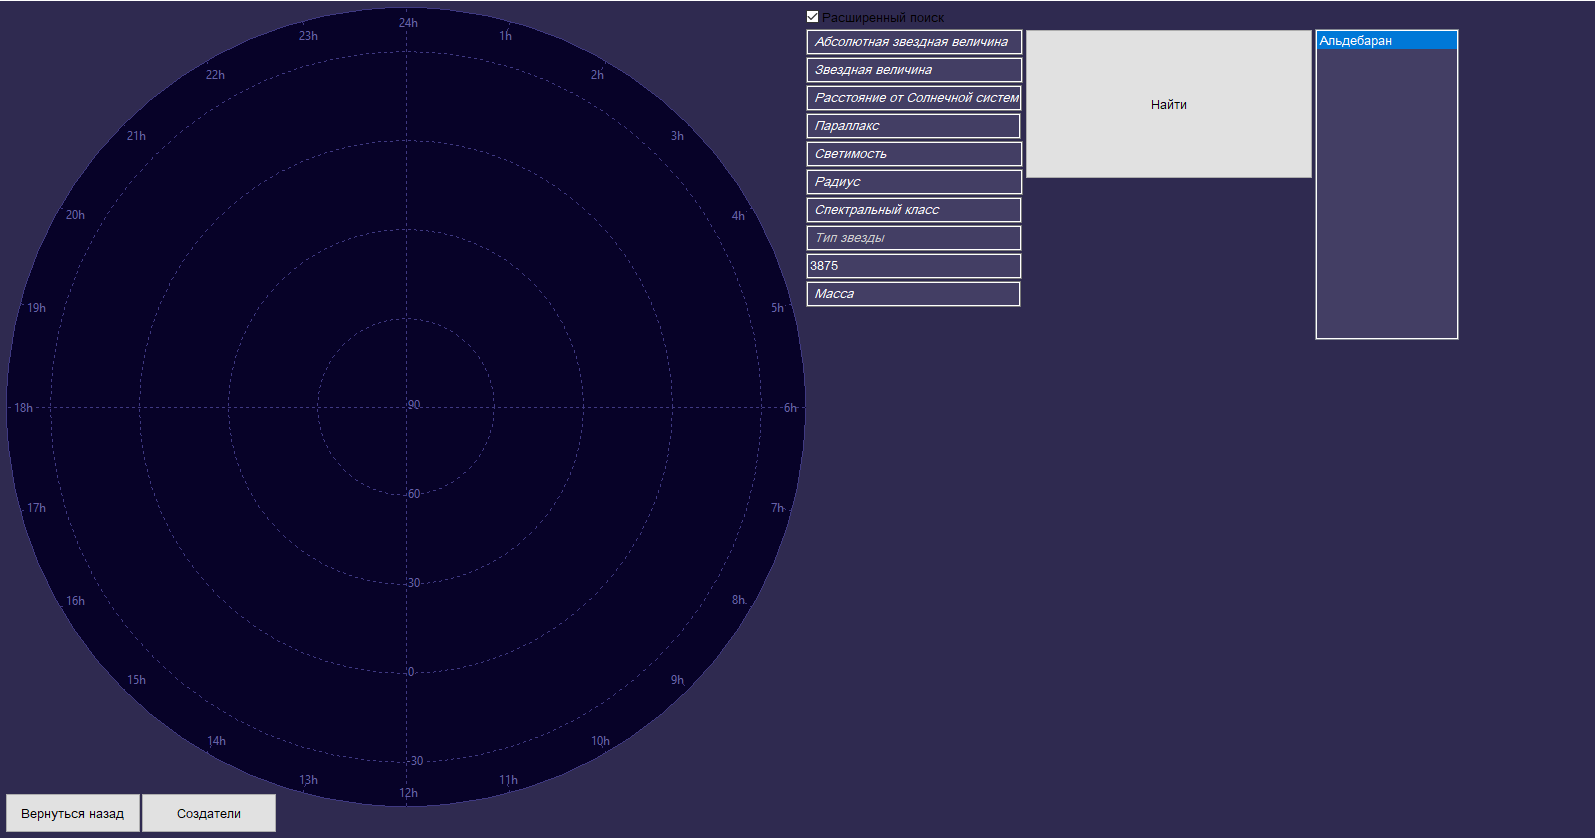 24h
23h
1h
22h
2h
21h
3h
20h
4h
19h
5h
18h
90
6h
60
17h
7h
30
16h
8h
0
15h
9h
14h
10h
-30
13h
11h
12h
Вернуться назад
Создатели
Расширенный поиск
Абсолютная звездная величина
Звездная величина
Расстояние от Солнечной систем
Параллакс
Светимость
Радиус
Спектральный класс
Тип звезды
3875
Масса
Найти
Альдебаран